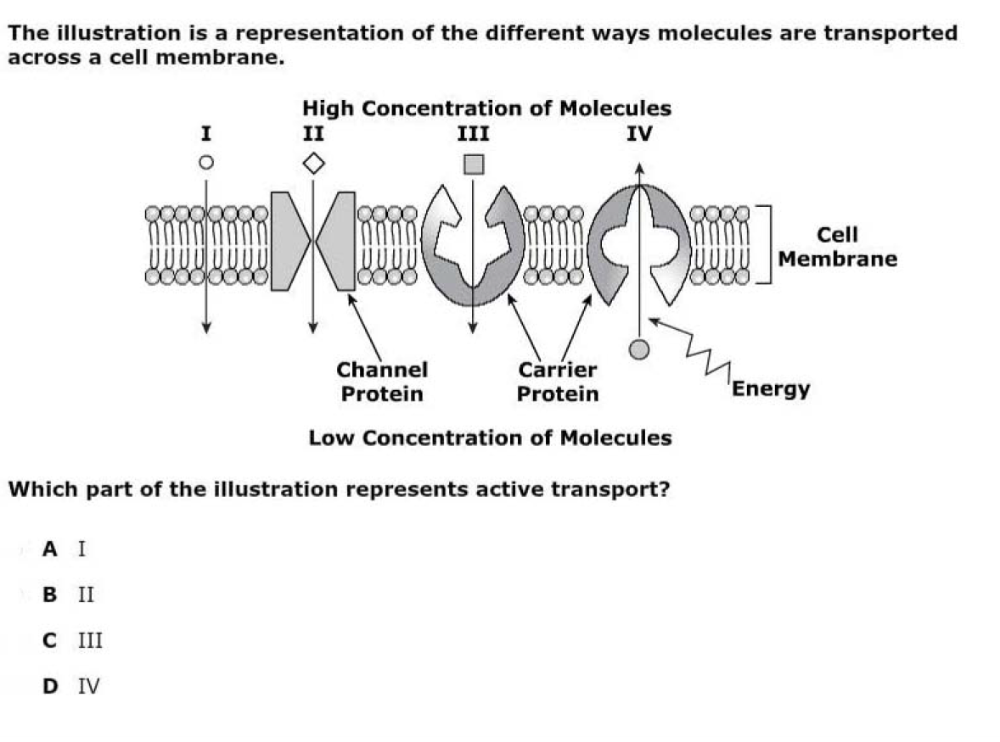 The illustration is a representation of the different ways molecules are transported
across a cell membrane.
High Concentration of Molecules
I II III IV
Cell
Membrane
Channel
Protein
Carrier
Protein
Energy
Low Concentration of Molecules
Which part of the illustration represents active transport?
A I
B II
C III
D IV